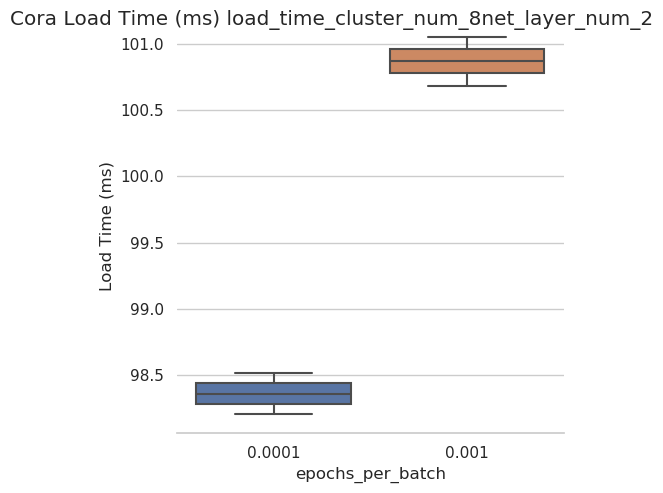 Cora Load Time (ms) load_time_cluster_num_8net_layer_num_2
101.0
100.5
100.0
99.5
99.0
98.5
Load Time (ms)
0.0001 0.001
epochs_per_batch